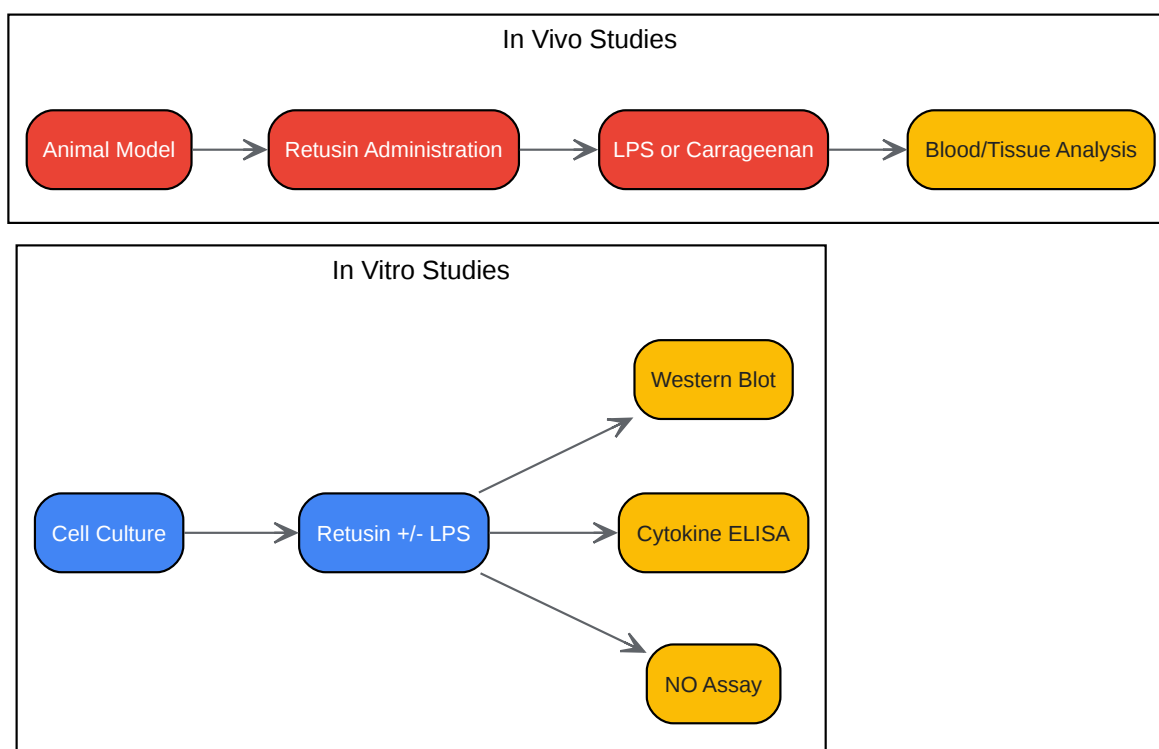 In Vivo Studies
Animal Model
Retusin Administration
LPS or Carrageenan
Blood/Tissue Analysis
In Vitro Studies
Western Blot
Cell Culture
Retusin +/- LPS
Cytokine ELISA
NO Assay